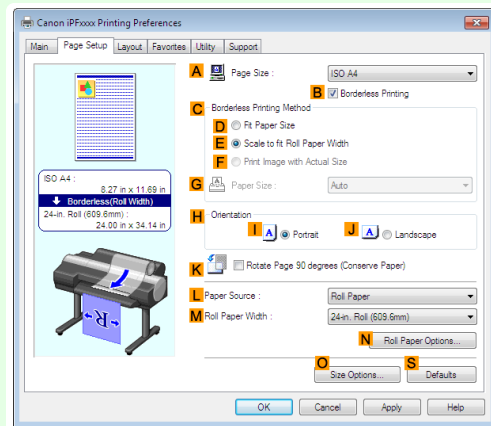 Canon iPFxxxx Printing Preferences
Main Page Setup Layout Favorites Utility Support
A Page Size : ISO A4
B Borderless Printing
C Borderless Printing Method
D Fit Paper Size
E Scale to fit Roll Paper Width
F Print Image with Actual Size
G Paper Size : Auto
ISO A4 :
8.27 in x 11.69 in
Borderless(Roll Width)
24-in. Roll (609.6mm) :
24.00 in x 34.14 in
H Orientation
I A Portrait J A Landscape
K Rotate Page 90 degrees (Conserve Paper)
R
L Paper Source : Roll Paper
M Roll Paper Width : 24-in. Roll (609.6mm)
N Roll Paper Options...
O Size Options... S Defaults
OK Cancel Apply Help